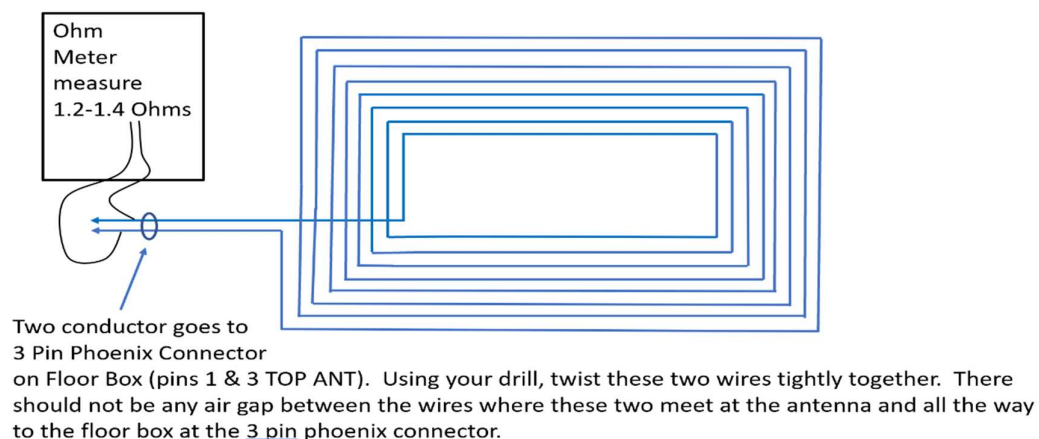 Ohm
Meter
measure
1.2-1.4 Ohms
Two conductor goes to
3 Pin Phoenix Connector
on Floor Box (pins 1 & 3 TOP ANT).  Using your drill, twist these two wires tightly together.  There
should not be any air gap between the wires where these two meet at the antenna and all the way
to the floor box at the 3 pin phoenix connector.